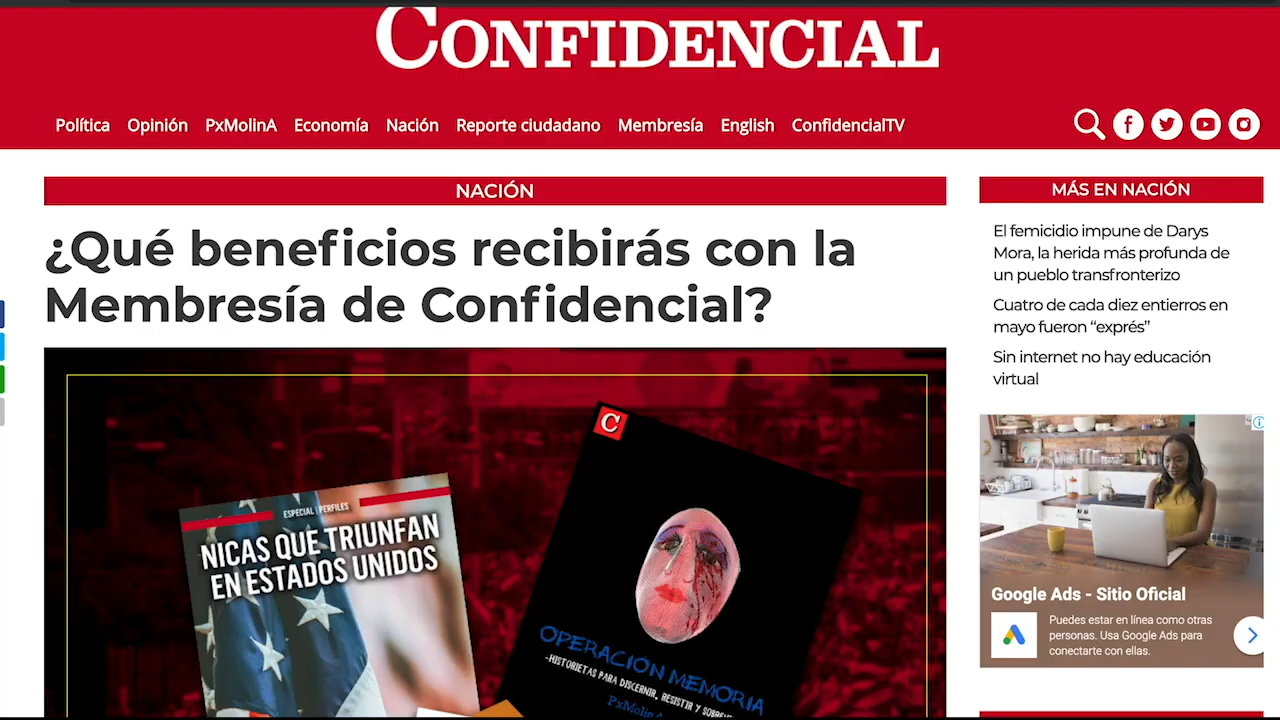 CONFIDENCIAL
Política Opinión PxMolinA Economía Nación Reporte ciudadano Membresía English ConfidencialTV
NACIÓN
¿Qué beneficios recibirás con la
Membresía de Confidencial?
ESPECIAL | PERFILES
NICAS QUE TRIUNFAN
EN ESTADOS UNIDOS
C
OPERACIÓN MEMORIA
-HISTORIETAS PARA DISCERNIR, RESISTIR Y
MÁS EN NACIÓN
El femicidio impune de Darys
Mora, la herida más profunda de
un pueblo transfronterizo
Cuatro de cada diez entierros en
mayo fueron “exprés”
Sin internet no hay educación
virtual
Google Ads - Sitio Oficial
Puedes estar en línea como otras
personas. Usa Google Ads para
conectarte con ellas.